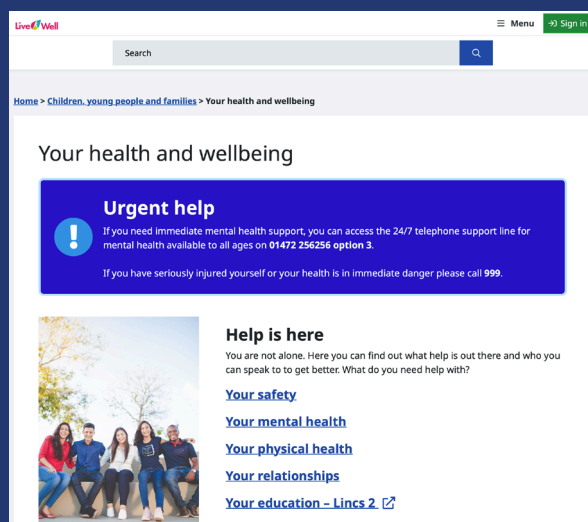 Live Well
Menu
Sign in
Search
Home > Children, young people and families > Your health and wellbeing
Your health and wellbeing
Urgent help
If you need immediate mental health support, you can access the 24/7 telephone support line for
mental health available to all ages on 01472 256256 option 3.
If you have seriously injured yourself or your health is in immediate danger please call 999.
Help is here
You are not alone. Here you can find out what help is out there and who you
can speak to to get better. What do you need help with?
Your safety
Your mental health
Your physical health
Your relationships
Your education – Lincs 2